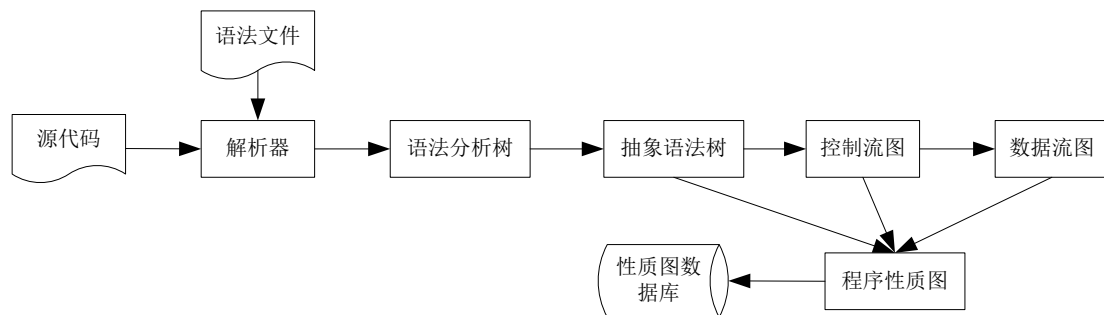 语法文件
源代码
解析器
语法分析树
抽象语法树
控制流图
数据流图
性质图数
据库
程序性质图